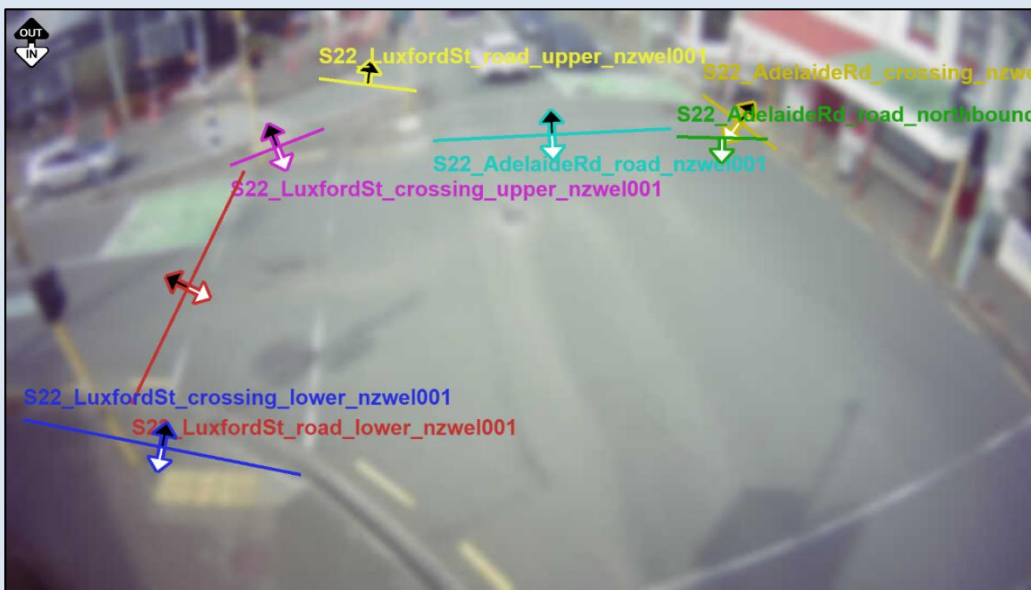 OUT
IN
S22_LuxfordSt_road_upper_nzwel001
S22_AdelaideRd_crossing_nzwe
S22_AdelaideRd_road_northbound
S22_AdelaideRd_road_nzwel001
S22_LuxfordSt_crossing_upper_nzwel001
S22_LuxfordSt_crossing_lower_nzwel001
S22_LuxfordSt_road_lower_nzwel001